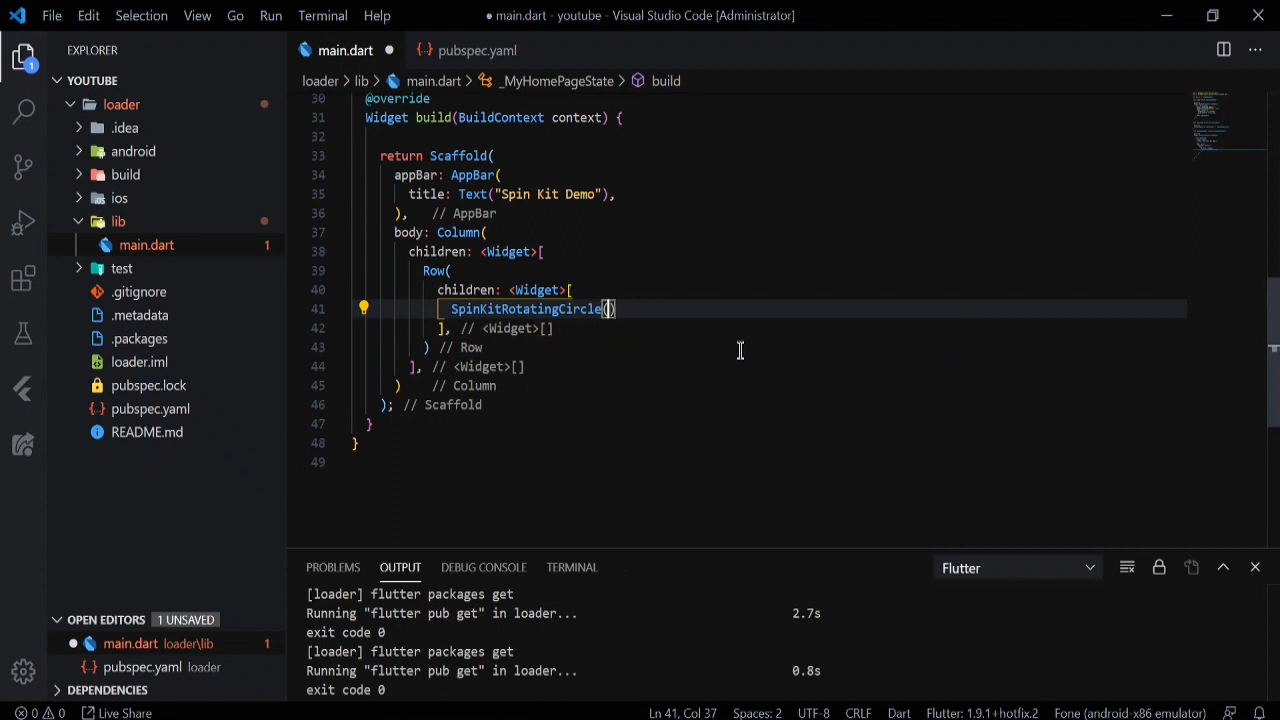 File Edit Selection View Go Run Terminal Help
● main.dart - youtube - Visual Studio Code [Administrator]
EXPLORER
1
YOUTUBE
loader
.idea
android
build
ios
lib
main.dart 1
test
.gitignore
.metadata
.packages
loader.iml
pubspec.lock
pubspec.yaml
README.md
OPEN EDITORS 1 UNSAVED
main.dart loader\lib 1
pubspec.yaml loader
DEPENDENCIES
main.dart ● pubspec.yaml
loader > lib > main.dart > _MyHomePageState > build
30 @override
31 Widget build(BuildContext context) {
32
33 return Scaffold(
34 appBar: AppBar(
35 title: Text("Spin Kit Demo"),
36 ), // AppBar
37 body: Column(
38 children: <Widget>[
39 Row(
40 children: <Widget>[
41 SpinKitRotatingCircle()
42 ], // <Widget>[]
43 ) // Row
44 ], // <Widget>[]
45 ) // Column
46 ); // Scaffold
47 }
48 }
49
PROBLEMS OUTPUT DEBUG CONSOLE TERMINAL Flutter
[loader] flutter packages get
Running "flutter pub get" in loader... 2.7s
exit code 0
[loader] flutter packages get
Running "flutter pub get" in loader... 0.8s
exit code 0
0 0 Live Share Ln 41, Col 37 Spaces: 2 UTF-8 CRLF Dart Flutter: 1.9.1+hotfix.2 Fone (android-x86 emulator)